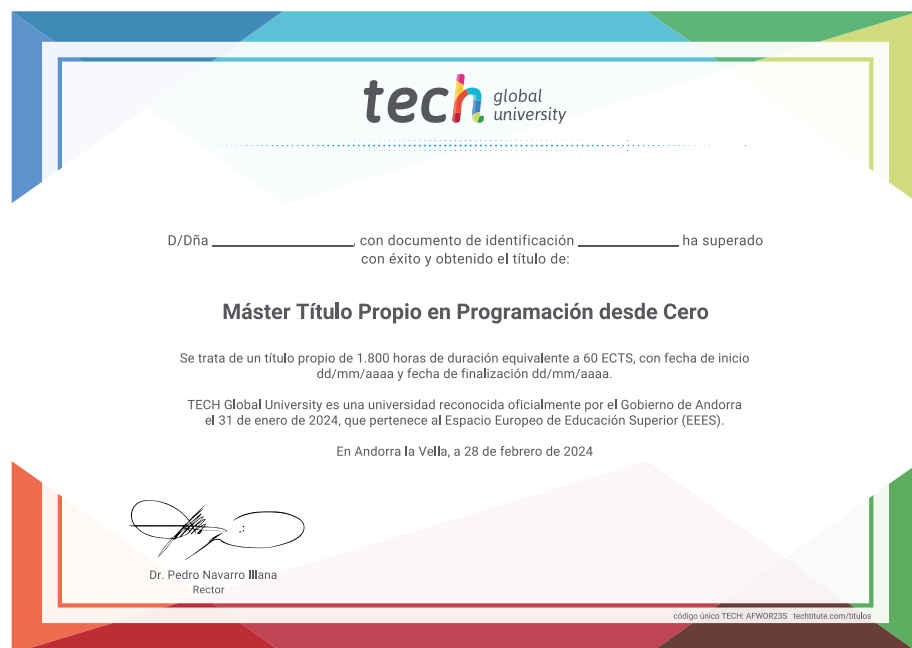 tech global university
D/Dña ____________, con documento de identificación ____________ ha superado
con éxito y obtenido el título de:
Máster Título Propio en Programación desde Cero
Se trata de un título propio de 1.800 horas de duración equivalente a 60 ECTS, con fecha de inicio
dd/mm/aaaa y fecha de finalización dd/mm/aaaa.
TECH Global University es una universidad reconocida oficialmente por el Gobierno de Andorra
el 31 de enero de 2024, que pertenece al Espacio Europeo de Educación Superior (EEES).
En Andorra la Vella, a 28 de febrero de 2024
Dr. Pedro Navarro Illana
Rector
código único TECH: AFWOR23S techtitute.com/titulos